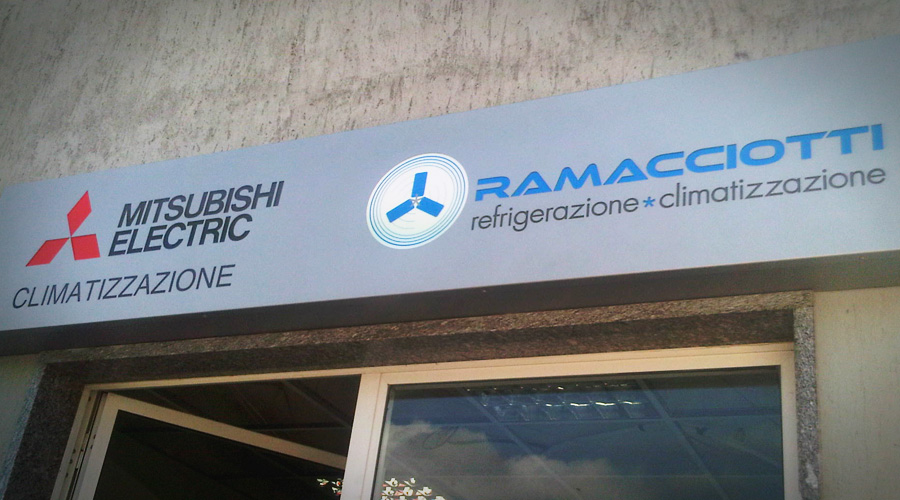 MITSUBISHI
ELECTRIC
CLIMATIZZAZIONE
RAMACCIOTTI
refrigerazione*climatizzazione